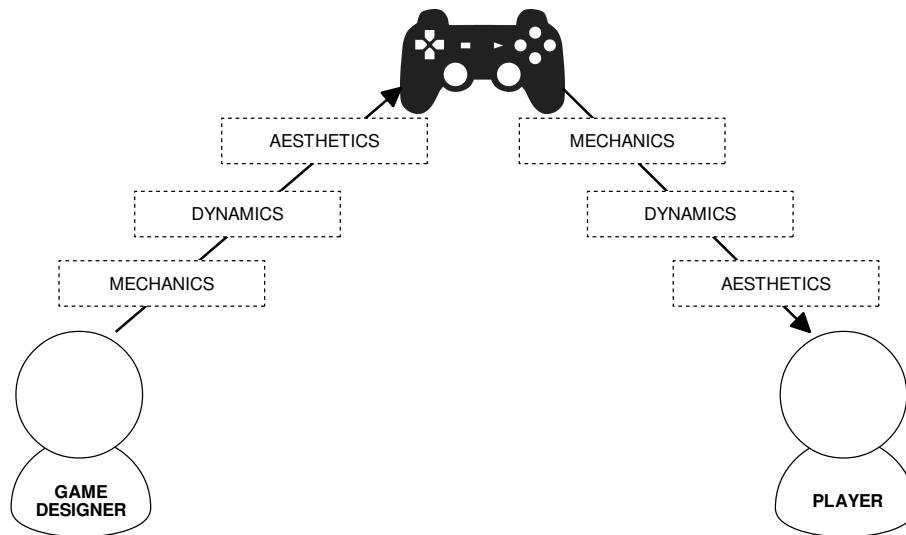 AESTHETICS
MECHANICS
DYNAMICS
DYNAMICS
MECHANICS
AESTHETICS
GAME
DESIGNER
PLAYER